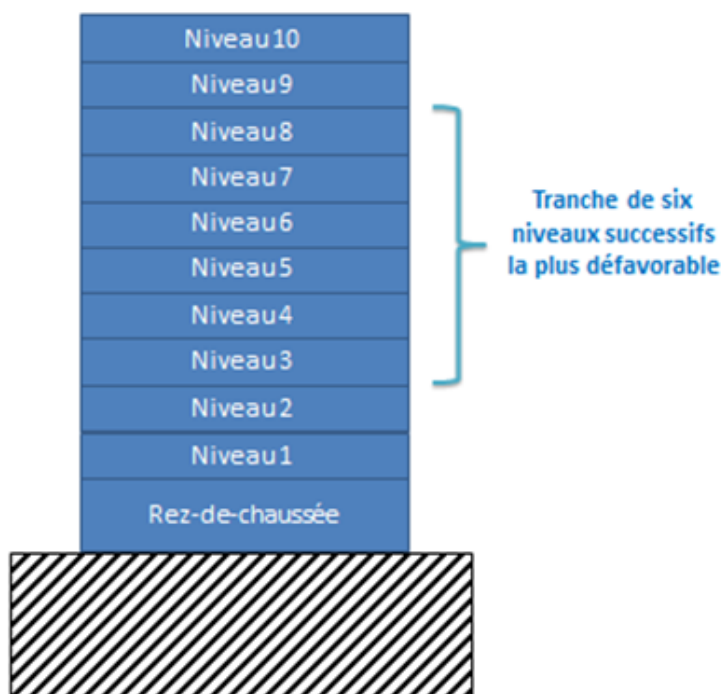 Niveau10
Niveau9
Niveau8
Niveau7
Niveau6
Niveau5
Niveau4
Niveau3
Niveau2
Niveau1
Rez-de-chaussée
Tranche de six
niveaux successifs
la plus défavorable